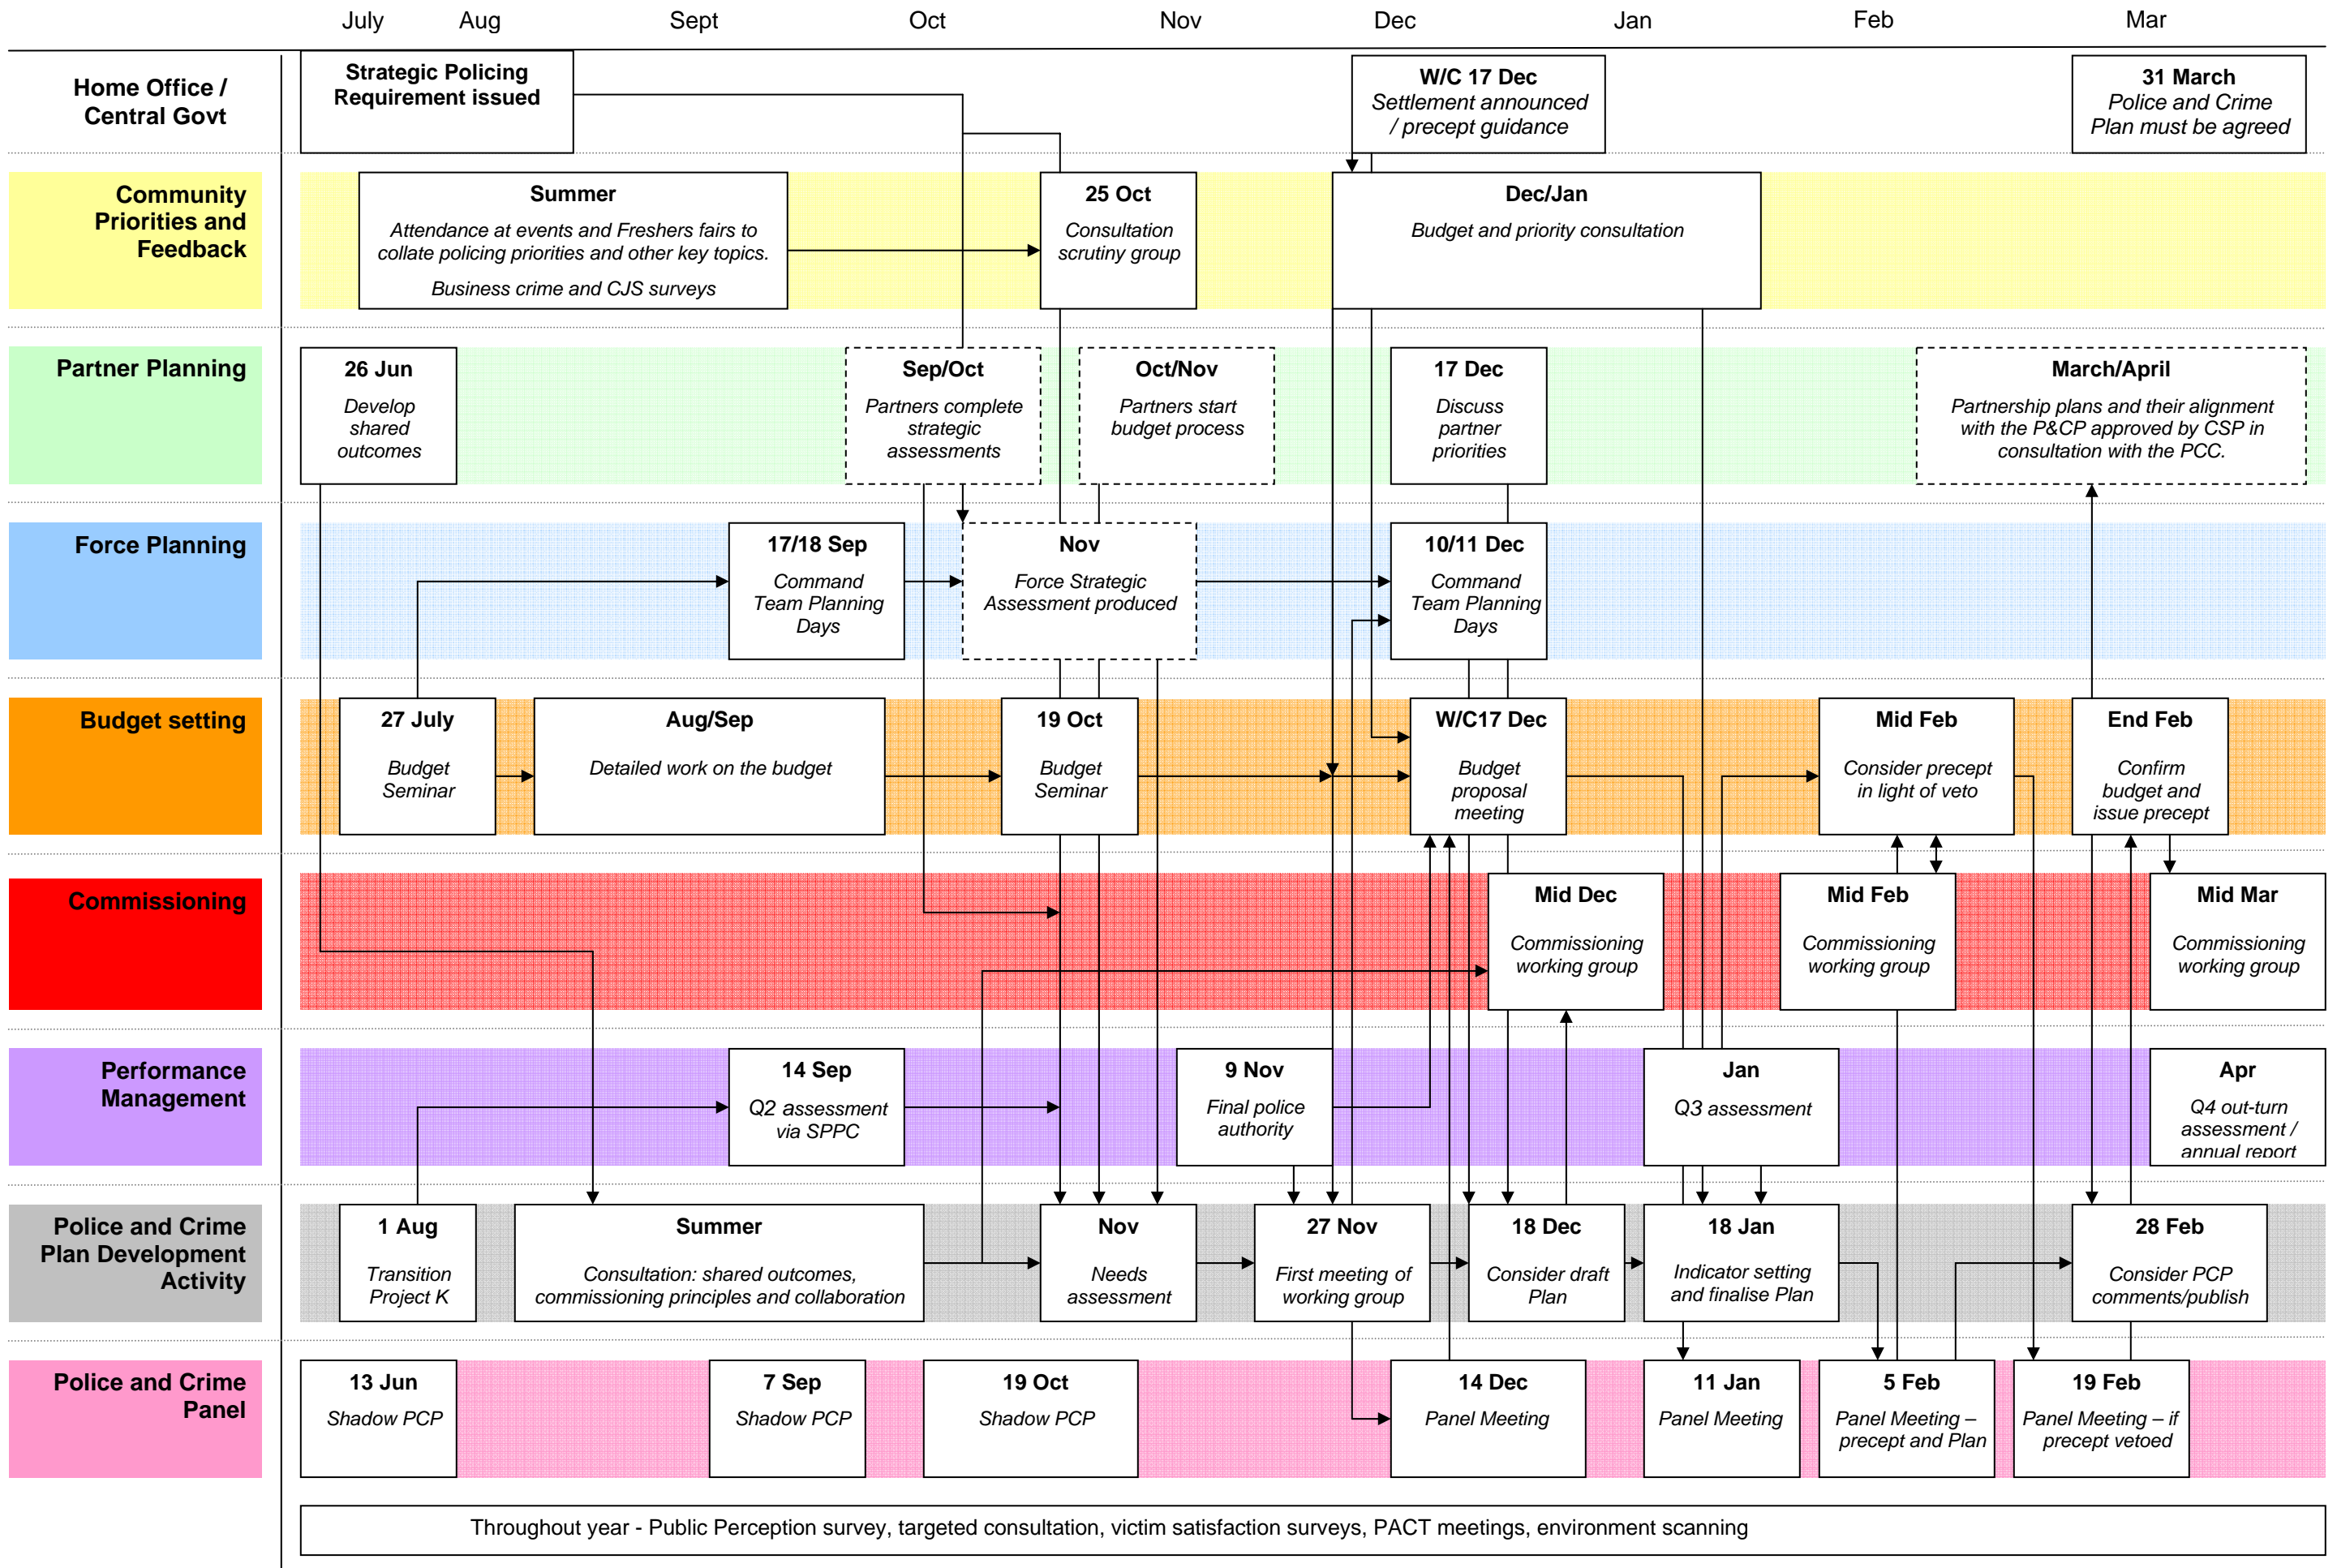 July Aug Sept Oct Nov Dec Jan Feb Mar
Home Office /
Central Govt
Strategic Policing
Requirement issued
W/C 17 Dec
Settlement announced
/ precept guidance
31 March
Police and Crime
Plan must be agreed
Community
Priorities and
Feedback
Summer
Attendance at events and Freshers fairs to
collate policing priorities and other key topics.
Business crime and CJS surveys
25 Oct
Consultation
scrutiny group
Dec/Jan
Budget and priority consultation
Partner Planning
26 Jun
Develop
shared
outcomes
Sep/Oct
Partners complete
strategic
assessments
Oct/Nov
Partners start
budget process
17 Dec
Discuss
partner
priorities
March/April
Partnership plans and their alignment
with the P&CP approved by CSP in
consultation with the PCC.
Force Planning
17/18 Sep
Command
Team Planning
Days
Nov
Force Strategic
Assessment produced
10/11 Dec
Command
Team Planning
Days
Budget setting
27 July
Budget
Seminar
Aug/Sep
Detailed work on the budget
19 Oct
Budget
Seminar
W/C17 Dec
Budget
proposal
meeting
Mid Feb
Consider precept
in light of veto
End Feb
Confirm
budget and
issue precept
Commissioning
Mid Dec
Commissioning
working group
Mid Feb
Commissioning
working group
Mid Mar
Commissioning
working group
Performance
Management
14 Sep
Q2 assessment
via SPPC
9 Nov
Final police
authority
Jan
Q3 assessment
Apr
Q4 out-turn
assessment /
annual report
Police and Crime
Plan Development
Activity
1 Aug
Transition
Project K
Summer
Consultation: shared outcomes,
commissioning principles and collaboration
Nov
Needs
assessment
27 Nov
First meeting of
working group
18 Dec
Consider draft
Plan
18 Jan
Indicator setting
and finalise Plan
28 Feb
Consider PCP
comments/publish
Police and Crime
Panel
13 Jun
Shadow PCP
7 Sep
Shadow PCP
19 Oct
Shadow PCP
14 Dec
Panel Meeting
11 Jan
Panel Meeting
5 Feb
Panel Meeting –
precept and Plan
19 Feb
Panel Meeting – if
precept vetoed
Throughout year - Public Perception survey, targeted consultation, victim satisfaction surveys, PACT meetings, environment scanning